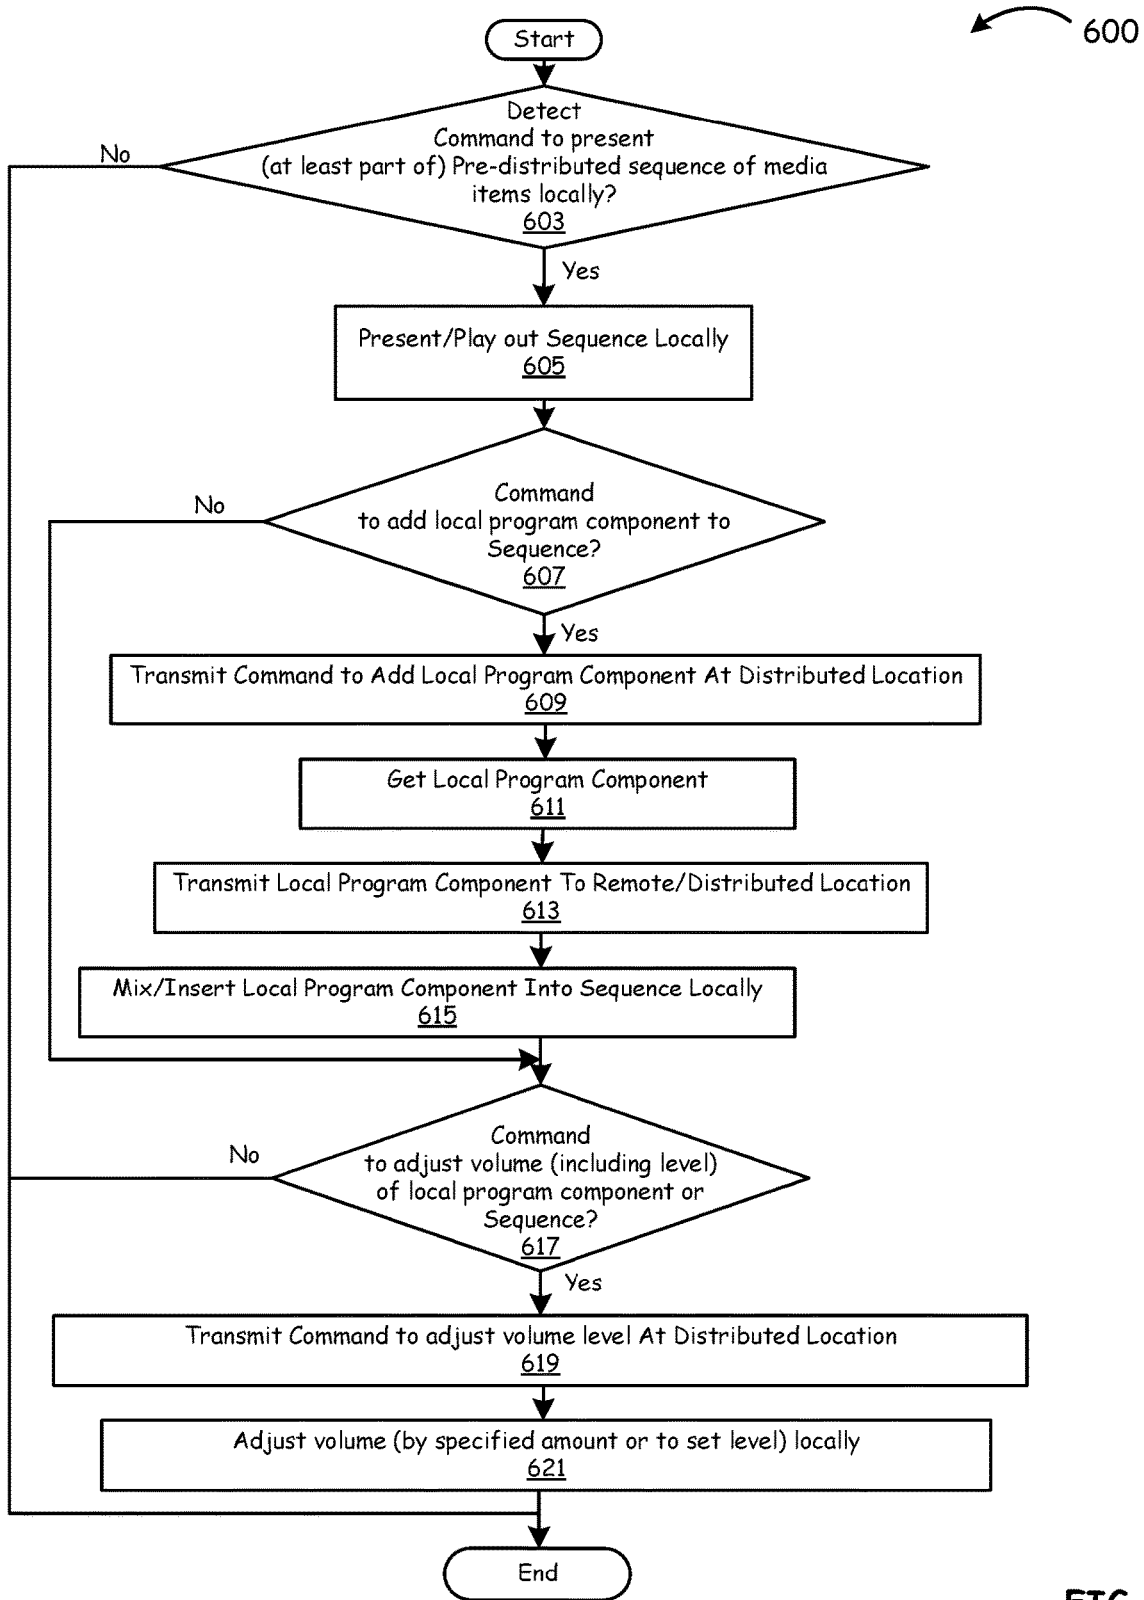 Start
600
Detect
Command to present
(at least part of) Pre-distributed sequence of media
items locally?
603
No
Yes
Present/Play out Sequence Locally
605
Command
to add local program component to
Sequence?
607
No
Yes
Transmit Command to Add Local Program Component At Distributed Location
609
Get Local Program Component
611
Transmit Local Program Component To Remote/Distributed Location
613
Mix/Insert Local Program Component Into Sequence Locally
615
Command
to adjust volume (including level)
of local program component or
Sequence?
617
No
Yes
Transmit Command to adjust volume level At Distributed Location
619
Adjust volume (by specified amount or to set level) locally
621
End